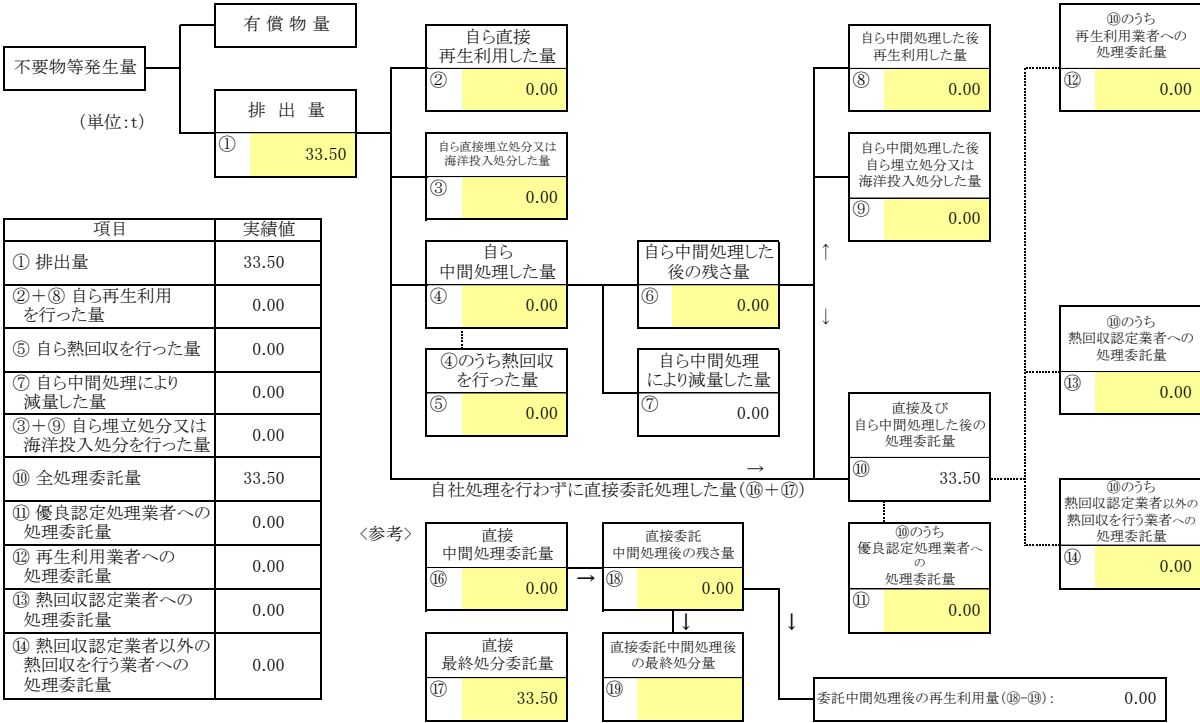 不要物等発生量
(単位:t)
有償物量
排出量
① 33.50
自ら直接
再生利用した量
② 0.00
自ら直接埋立処分又は
海洋投入処分した量
③ 0.00
自ら
中間処理した量
④ 0.00
④のうち熱回収
を行った量
⑤ 0.00
自ら中間処理した
後の残さ量
⑥ 0.00
自ら中間処理
により減量した量
⑦ 0.00
自ら中間処理した後
再生利用した量
⑧ 0.00
自ら中間処理した後
自ら埋立処分又は
海洋投入処分した量
⑨ 0.00
↑
↓
直接及び
自ら中間処理した後の
処理委託量
⑩ 33.50
→
自社処理を行わずに直接委託処理した量(⑯+⑰)
⑩のうち
優良認定処理業者へ
の
処理委託量
⑪ 0.00
⑩のうち
再生利用業者への
処理委託量
⑫ 0.00
⑩のうち
熱回収認定業者への
処理委託量
⑬ 0.00
⑩のうち
熱回収認定業者以外の
熱回収を行う業者への
処理委託量
⑭ 0.00
項目 実績値
① 排出量 33.50
②+⑧ 自ら再生利用
を行った量 0.00
⑤ 自ら熱回収を行った量 0.00
⑦ 自ら中間処理により
減量した量 0.00
③+⑨ 自ら埋立処分又は
海洋投入処分を行った量 0.00
⑩ 全処理委託量 33.50
⑪ 優良認定処理業者への
処理委託量 0.00
⑫ 再生利用業者への
処理委託量 0.00
⑬ 熱回収認定業者への
処理委託量 0.00
⑭ 熱回収認定業者以外の
熱回収を行う業者への
処理委託量 0.00
〈参考〉
直接
中間処理委託量
⑯ 0.00
→
直接委託
中間処理後の残さ量
⑱ 0.00
↓
↓
直接
最終処分委託量
⑰ 33.50
直接委託中間処理後
の最終処分量
⑲
委託中間処理後の再生利用量(⑱-⑲): 0.00